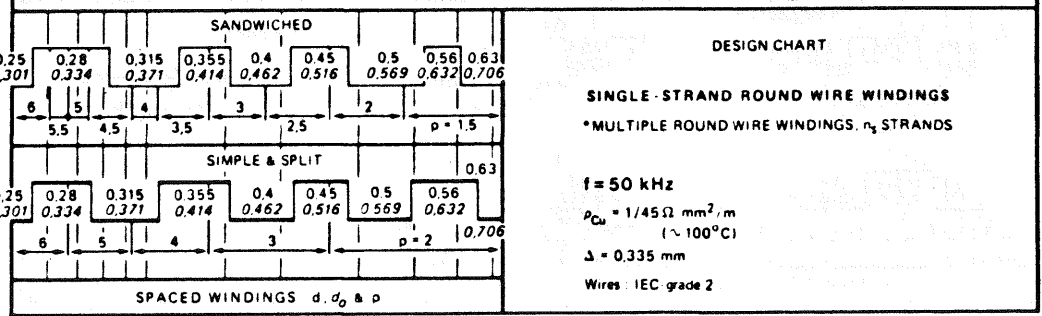 SANDWICHED
0,25 0,28 0,315 0,355 0,4 0,45 0,5 0,56 0,63
0,301 0,334 0,371 0,414 0,462 0,516 0,569 0,632 0,706
6 5 4 3 2
5,5 4,5 3,5 2,5 p = 1,5
SIMPLE & SPLIT
0,63
0,25 0,28 0,315 0,355 0,4 0,45 0,5 0,56
0,301 0,334 0,371 0,414 0,462 0,516 0 569 0,632
0,706
6 5 4 3 p = 2
SPACED WINDINGS d, d₀ & p
DESIGN CHART
SINGLE-STRAND ROUND WIRE WINDINGS
*MULTIPLE ROUND WIRE WINDINGS, nₛ STRANDS
f = 50 kHz
ρCu = 1/45 Ω mm²/m
(~ 100°C)
Δ = 0,335 mm
Wires : IEC-grade 2